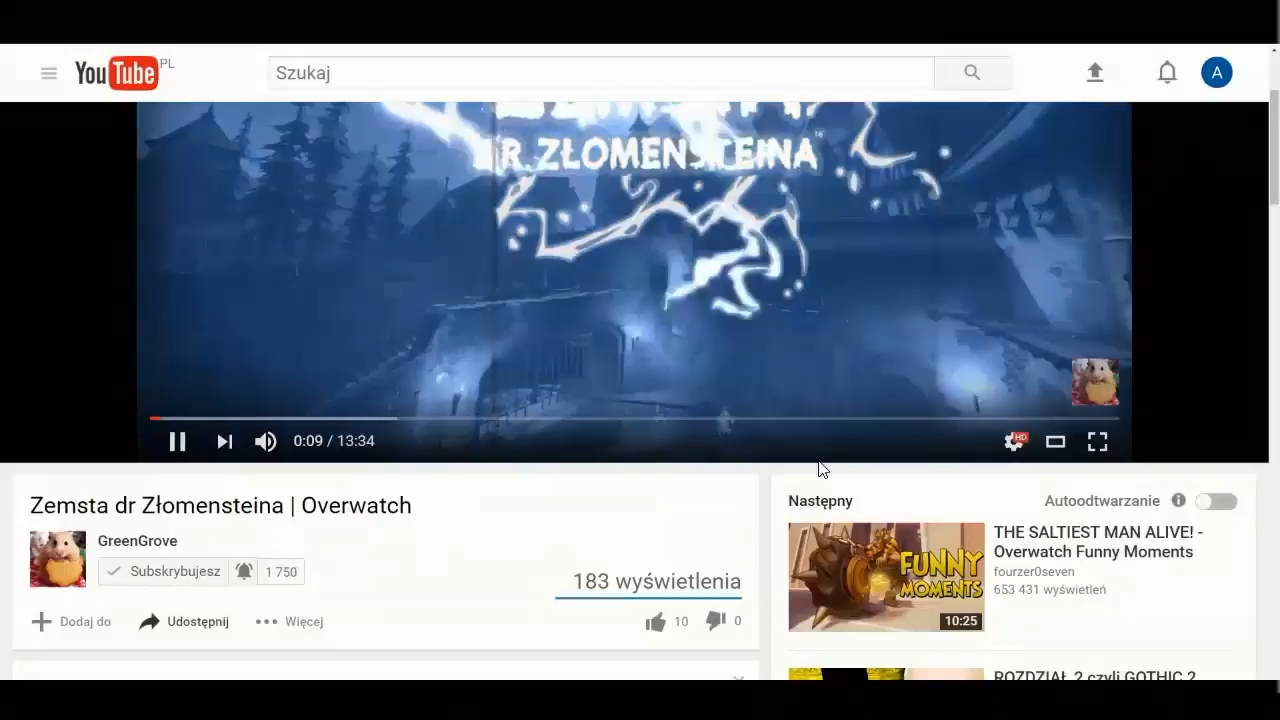 YouTube PL
Szukaj
A
DR ZŁOMENSTEINA
0:09 / 13:34
HD
Zemsta dr Złomensteina | Overwatch
GreenGrove
Subskrybujesz
1 750
183 wyświetlenia
Dodaj do
Udostępnij
Więcej
10
0
Następny
Autoodtwarzanie
FUNNY
MOMENTS
10:25
THE SALTIEST MAN ALIVE! -
Overwatch Funny Moments
fourzer0seven
653 431 wyświetleń
ROZDZIAŁ 2 czyli GOTHIC 2